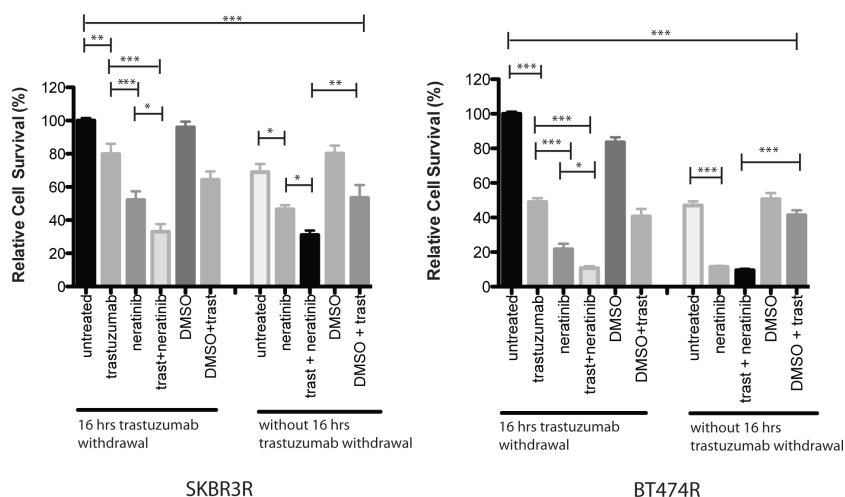 ***
**
***
***
*
**
*
*
Relative Cell Survival (%)
120
100
80
60
40
20
0
untreated
trastuzumab
neratinib
trast+neratinib
DMSO
DMSO+trast
untreated
neratinib
trast + neratinib
DMSO
DMSO + trast
16 hrs trastuzumab
withdrawal
without 16 hrs
trastuzumab withdrawal
SKBR3R
***
***
***
***
*
***
***
Relative Cell Survival (%)
120
100
80
60
40
20
0
untreated
trastuzumab
neratinib
trast+neratinib
DMSO
DMSO+trast
untreated
neratinib
trast + neratinib
DMSO
DMSO + trast
16 hrs trastuzumab
withdrawal
without 16 hrs
trastuzumab withdrawal
BT474R